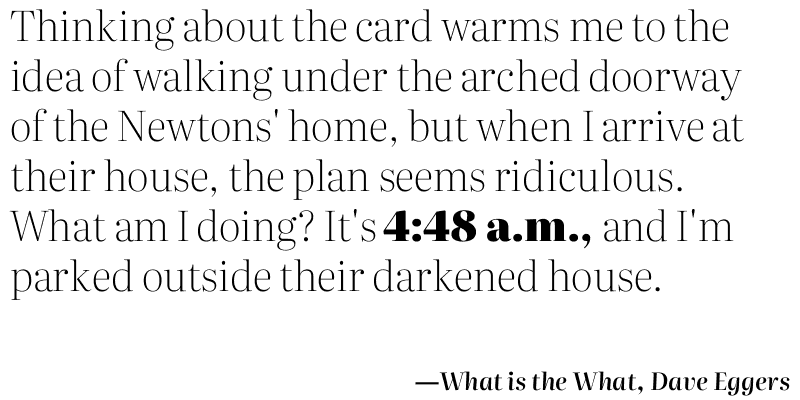 Thinking about the card warms me to the
idea of walking under the arched doorway
of the Newtons' home, but when I arrive at
their house, the plan seems ridiculous.
What am I doing? It's 4:48 a.m., and I'm
parked outside their darkened house.
—What is the What, Dave Eggers